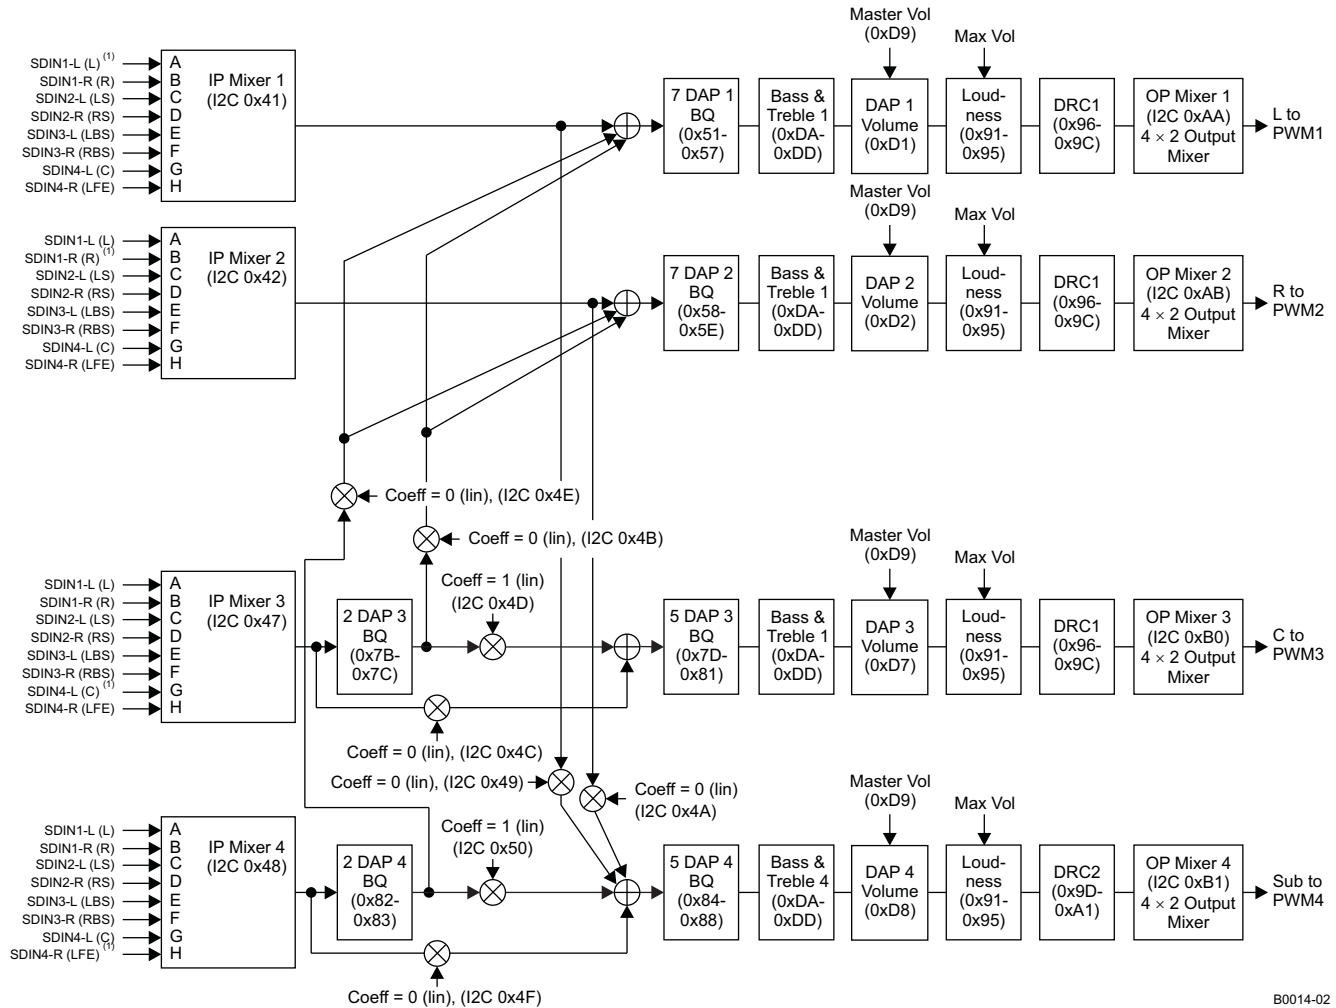 Master Vol
(0xD9)
Max Vol
SDIN1-L (L) (1)
SDIN1-R (R)
SDIN2-L (LS)
SDIN2-R (RS)
SDIN3-L (LBS)
SDIN3-R (RBS)
SDIN4-L (C)
SDIN4-R (LFE)
A
B
C
D
E
F
G
H
IP Mixer 1
(I2C 0x41)
7 DAP 1
BQ
(0x51-
0x57)
Bass &
Treble 1
(0xDA-
0xDD)
DAP 1
Volume
(0xD1)
Loud-
ness
(0x91-
0x95)
DRC1
(0x96-
0x9C)
OP Mixer 1
(I2C 0xAA)
4 × 2 Output
Mixer
L to
PWM1
Master Vol
(0xD9)
Max Vol
SDIN1-L (L)
SDIN1-R (R) (1)
SDIN2-L (LS)
SDIN2-R (RS)
SDIN3-L (LBS)
SDIN3-R (RBS)
SDIN4-L (C)
SDIN4-R (LFE)
A
B
C
D
E
F
G
H
IP Mixer 2
(I2C 0x42)
7 DAP 2
BQ
(0x58-
0x5E)
Bass &
Treble 1
(0xDA-
0xDD)
DAP 2
Volume
(0xD2)
Loud-
ness
(0x91-
0x95)
DRC1
(0x96-
0x9C)
OP Mixer 2
(I2C 0xAB)
4 × 2 Output
Mixer
R to
PWM2
Coeff = 0 (lin), (I2C 0x4E)
Coeff = 0 (lin), (I2C 0x4B)
Master Vol
(0xD9)
Max Vol
SDIN1-L (L)
SDIN1-R (R)
SDIN2-L (LS)
SDIN2-R (RS)
SDIN3-L (LBS)
SDIN3-R (RBS)
SDIN4-L (C) (1)
SDIN4-R (LFE)
A
B
C
D
E
F
G
H
IP Mixer 3
(I2C 0x47)
2 DAP 3
BQ
(0x7B-
0x7C)
Coeff = 1 (lin)
(I2C 0x4D)
5 DAP 3
BQ
(0x7D-
0x81)
Bass &
Treble 1
(0xDA-
0xDD)
DAP 3
Volume
(0xD7)
Loud-
ness
(0x91-
0x95)
DRC1
(0x96-
0x9C)
OP Mixer 3
(I2C 0xB0)
4 × 2 Output
Mixer
C to
PWM3
Coeff = 0 (lin), (I2C 0x4C)
Coeff = 0 (lin), (I2C 0x49)
Coeff = 0 (lin)
(I2C 0x4A)
Master Vol
(0xD9)
Max Vol
SDIN1-L (L)
SDIN1-R (R)
SDIN2-L (LS)
SDIN2-R (RS)
SDIN3-L (LBS)
SDIN3-R (RBS)
SDIN4-L (C)
SDIN4-R (LFE) (1)
A
B
C
D
E
F
G
H
IP Mixer 4
(I2C 0x48)
2 DAP 4
BQ
(0x82-
0x83)
Coeff = 1 (lin)
(I2C 0x50)
5 DAP 4
BQ
(0x84-
0x88)
Bass &
Treble 4
(0xDA-
0xDD)
DAP 4
Volume
(0xD8)
Loud-
ness
(0x91-
0x95)
DRC2
(0x9D-
0xA1)
OP Mixer 4
(I2C 0xB1)
4 × 2 Output
Mixer
Sub to
PWM4
Coeff = 0 (lin), (I2C 0x4F)
B0014-02